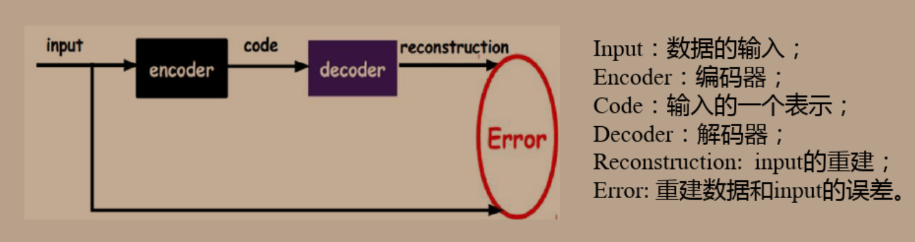 input
code
reconstruction
encoder
decoder
Error
Input：数据的输入；
Encoder：编码器；
Code：输入的一个表示；
Decoder：解码器；
Reconstruction: input的重建；
Error: 重建数据和input的误差。